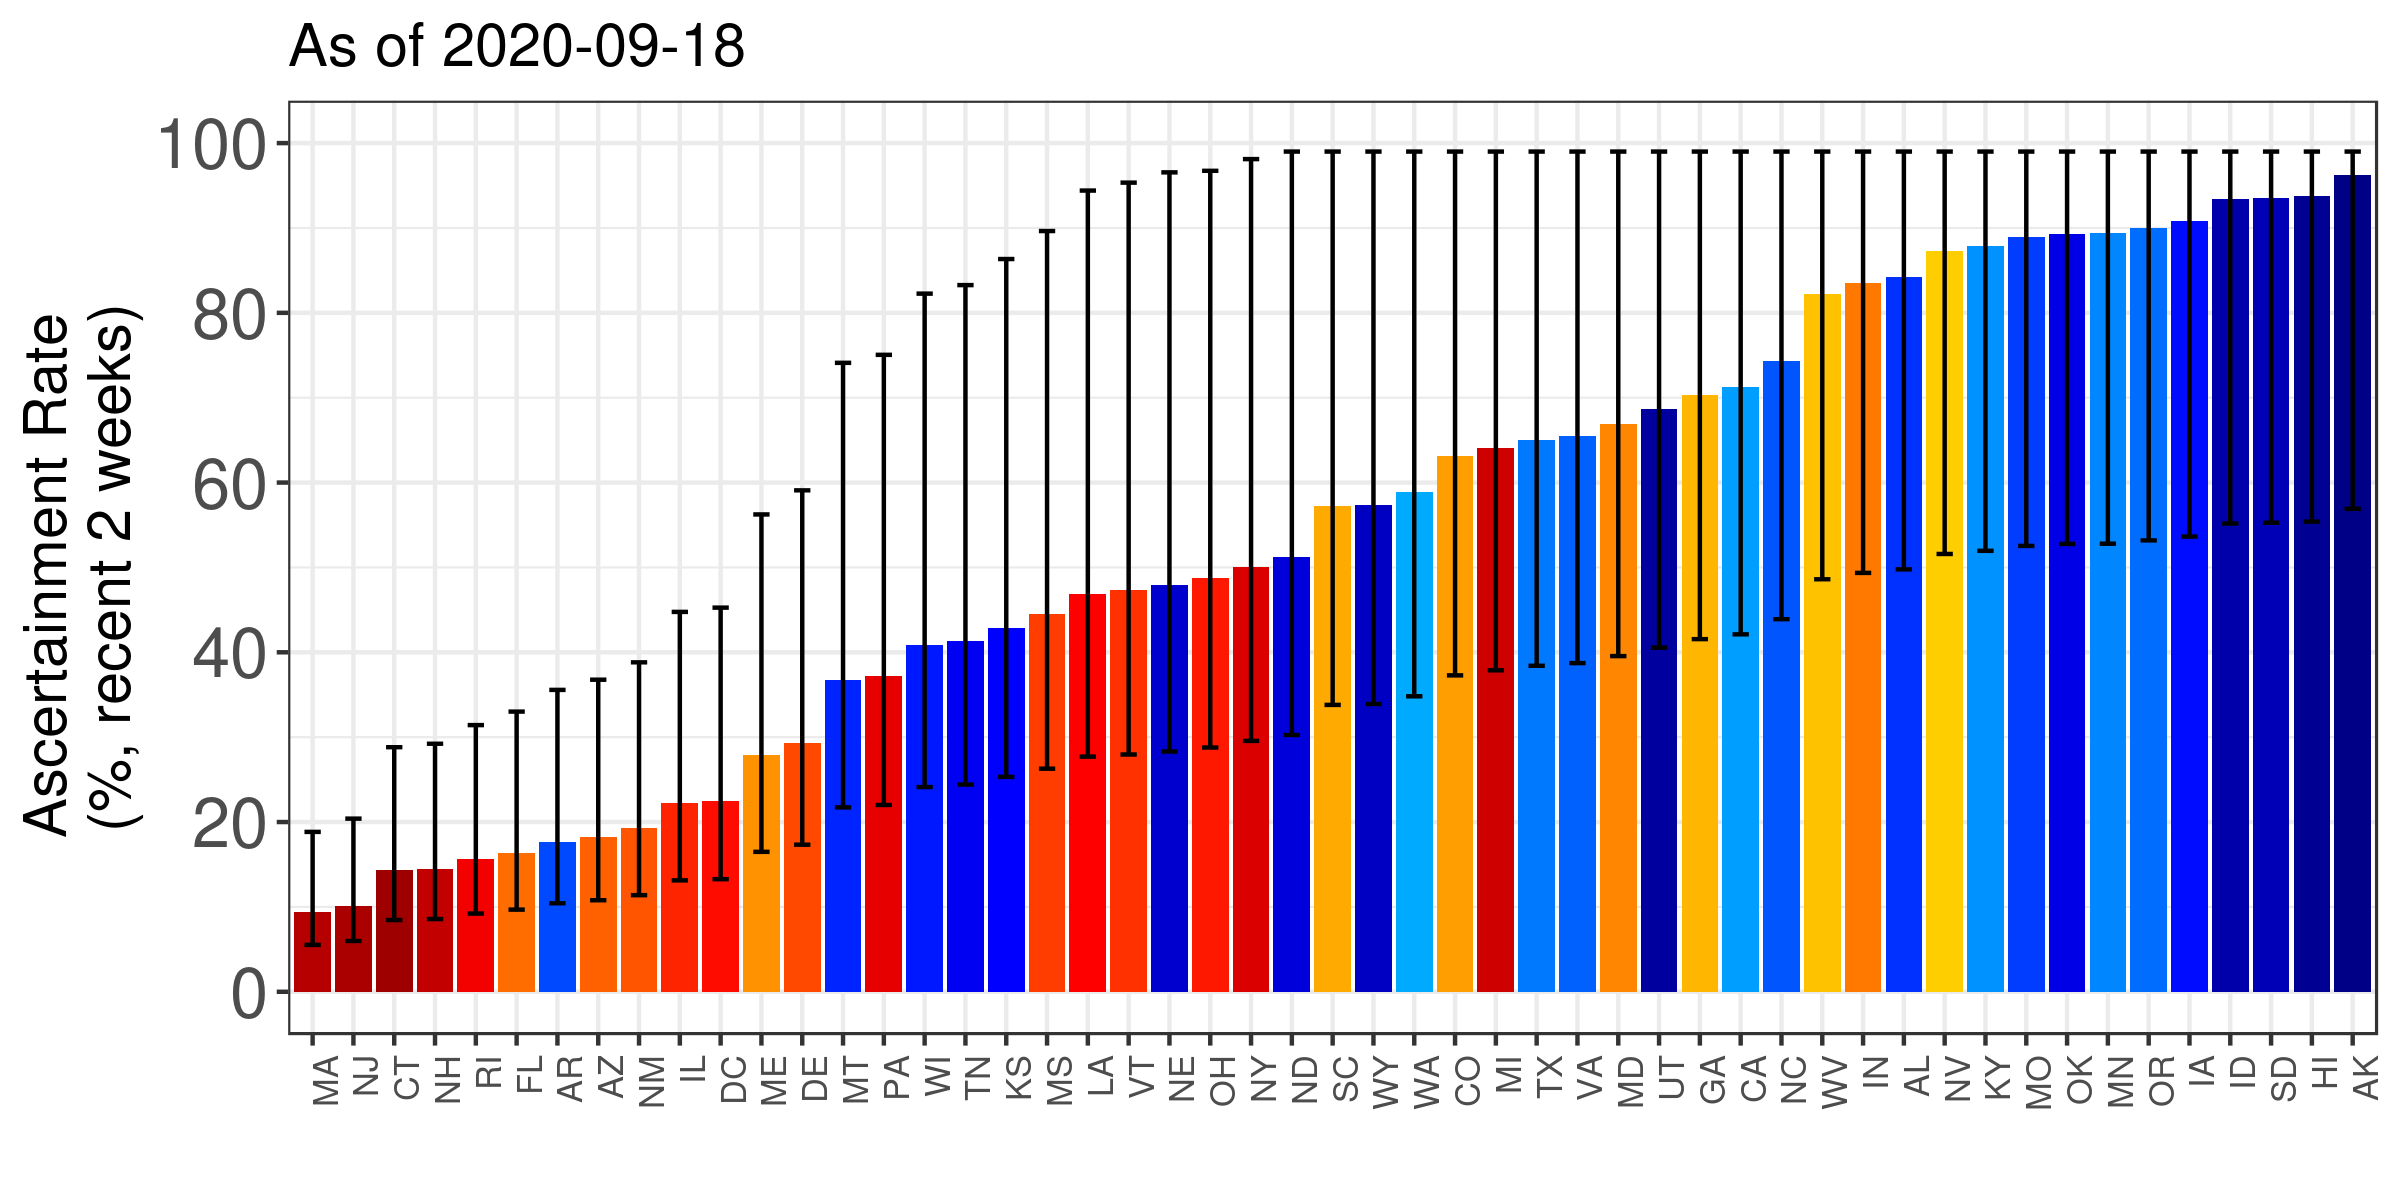 As of 2020-09-18
Ascertainment Rate
(%, recent 2 weeks)
100
80
60
40
20
0
MA NJ CT NH RI FL AR AZ NM IL DC ME DE MT PA WI TN KS MS LA VT NE OH NY ND SC WY WA CO MI TX VA MD UT GA CA NC WV IN AL NV KY MO OK MN OR IA ID SD HI AK